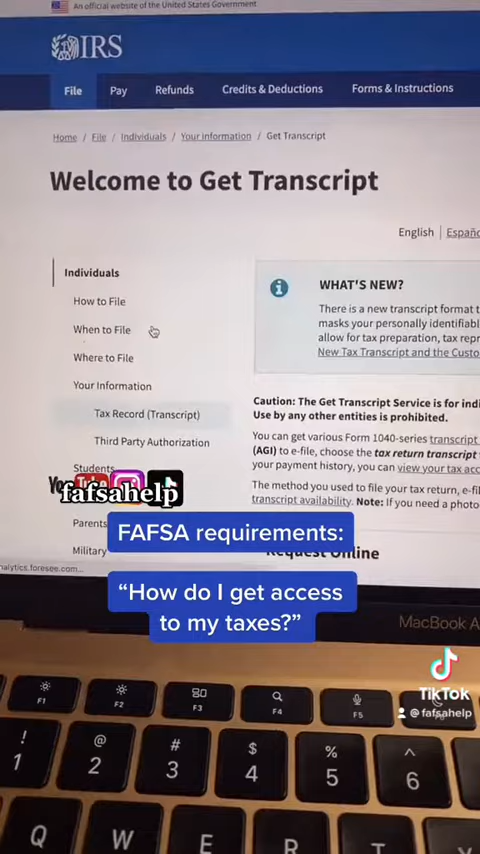 An official website of the United States Government
IRS
File Pay Refunds Credits & Deductions Forms & Instructions
Home / File / Individuals / Your information / Get Transcript
Welcome to Get Transcript
English | Españo
Individuals
How to File
When to File
Where to File
Your Information
Tax Record (Transcript)
Third Party Authorization
Students
Parents
Military
WHAT'S NEW?
There is a new transcript format t
masks your personally identifiabl
allow for tax preparation, tax repr
New Tax Transcript and the Custo
Caution: The Get Transcript Service is for indi
Use by any other entities is prohibited.
You can get various Form 1040-series transcript
(AGI) to e-file, choose the tax return transcript
your payment history, you can view your tax acc
The method you used to file your tax return, e-fil
transcript availability. Note: If you need a photo
Request Online
nalytics.foresee.com...
YouTube
fafsahelp
FAFSA requirements:
“How do I get access
to my taxes?”
MacBook A
TikTok
@fafsahelp
F1 F2 F3 F4 F5
! @ # $ % ^
1 2 3 4 5 6
Q W E R T Y